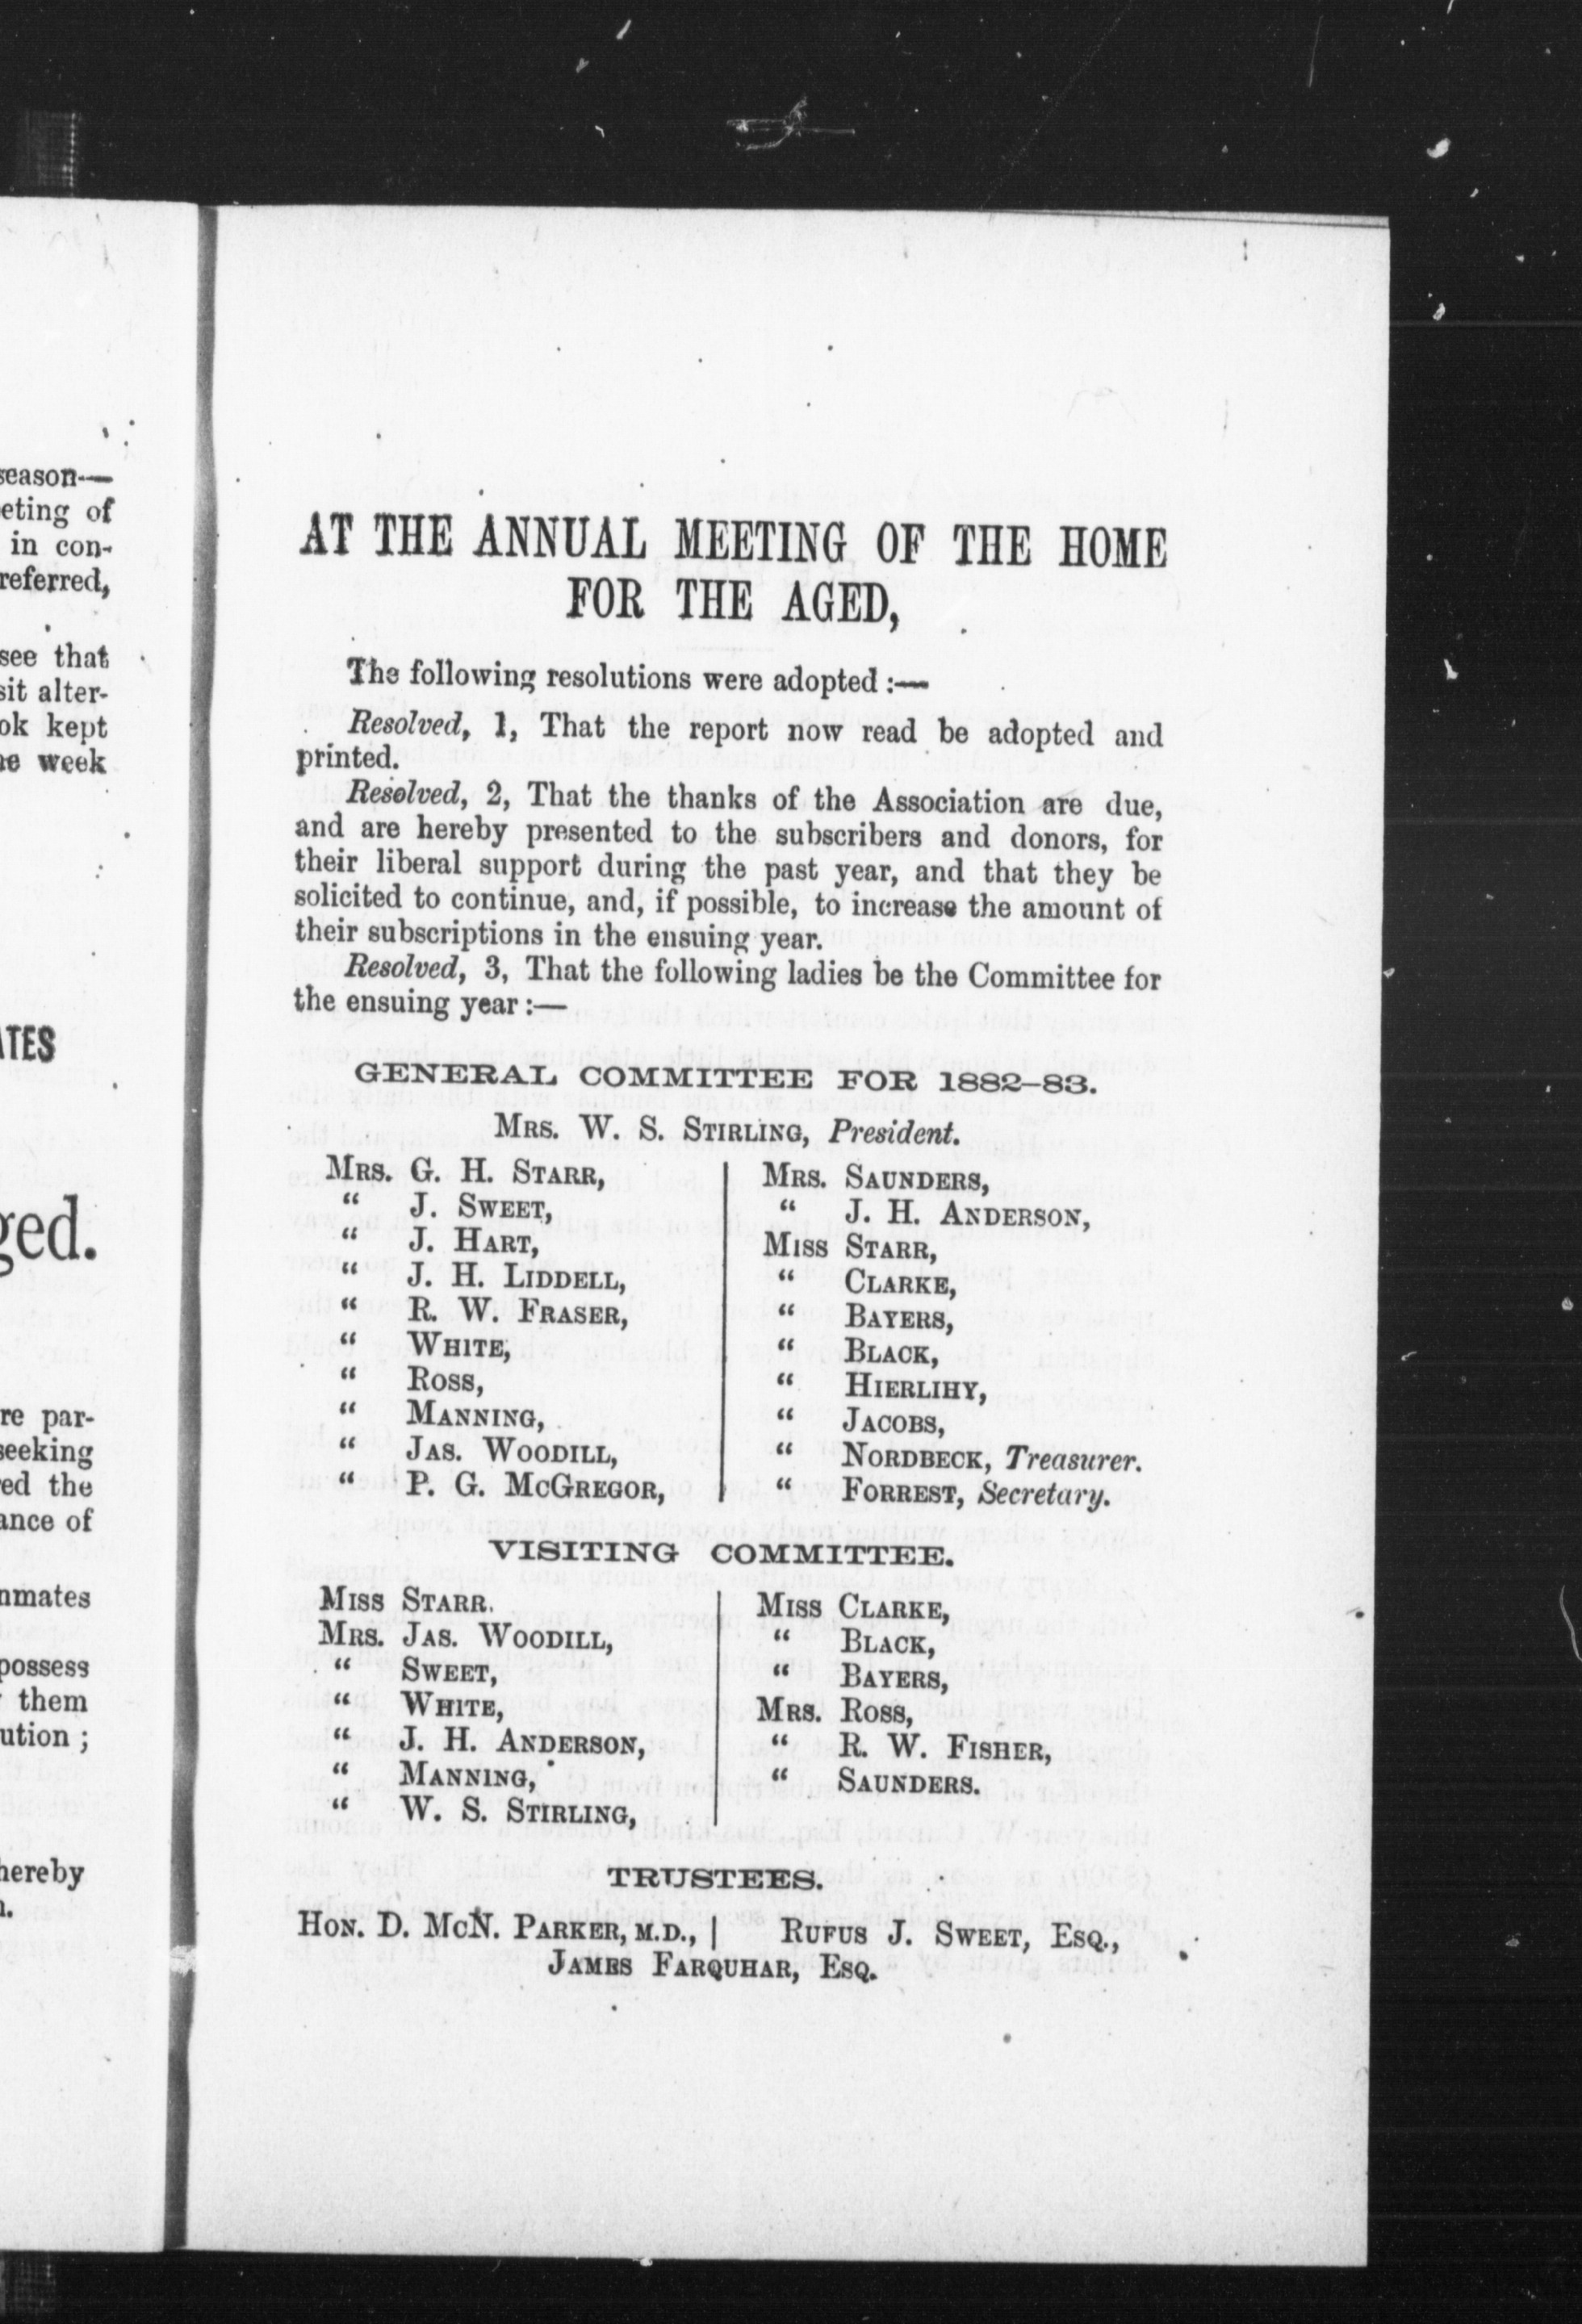 season—
eting of
in con-
referred,
see that
sit alter-
ok kept
week
ged.
re par-
seeking
ed the
ance of
nmates
possess
them
ution ;
hereby
AT THE ANNUAL MEETING OF THE HOME
FOR THE AGED,
The following resolutions were adopted :—
Resolved, 1, That the report now read be adopted and
printed.
Resolved, 2, That the thanks of the Association are due,
and are hereby presented to the subscribers and donors, for
their liberal support during the past year, and that they be
solicited to continue, and, if possible, to increase the amount of
their subscriptions in the ensuing year.
Resolved, 3, That the following ladies be the Committee for
the ensuing year :—
GENERAL COMMITTEE FOR 1882-83.
MRS. W. S. STIRLING, President.
MRS. G. H. STARR,
“ J. SWEET,
“ J. HART,
“ J. H. LIDDELL,
“ R. W. FRASER,
“ WHITE,
“ ROSS,
“ MANNING,
“ JAS. WOODILL,
“ P. G. MCGREGOR,
MRS. SAUNDERS,
“ J. H. ANDERSON,
MISS STARR,
“ CLARKE,
“ BAYERS,
“ BLACK,
“ HIERLIHY,
“ JACOBS,
“ NORDBECK, Treasurer.
“ FORREST, Secretary.
VISITING COMMITTEE.
MISS STARR.
MRS. JAS. WOODILL,
“ SWEET,
“ WHITE,
“ J. H. ANDERSON,
“ MANNING,
“ W. S. STIRLING,
MISS CLARKE,
“ BLACK,
“ BAYERS,
MRS. ROSS,
“ R. W. FISHER,
“ SAUNDERS.
TRUSTEES.
HON. D. MCN. PARKER, M.D., | RUFUS J. SWEET, ESQ.,
JAMES FARQUHAR, ESQ.